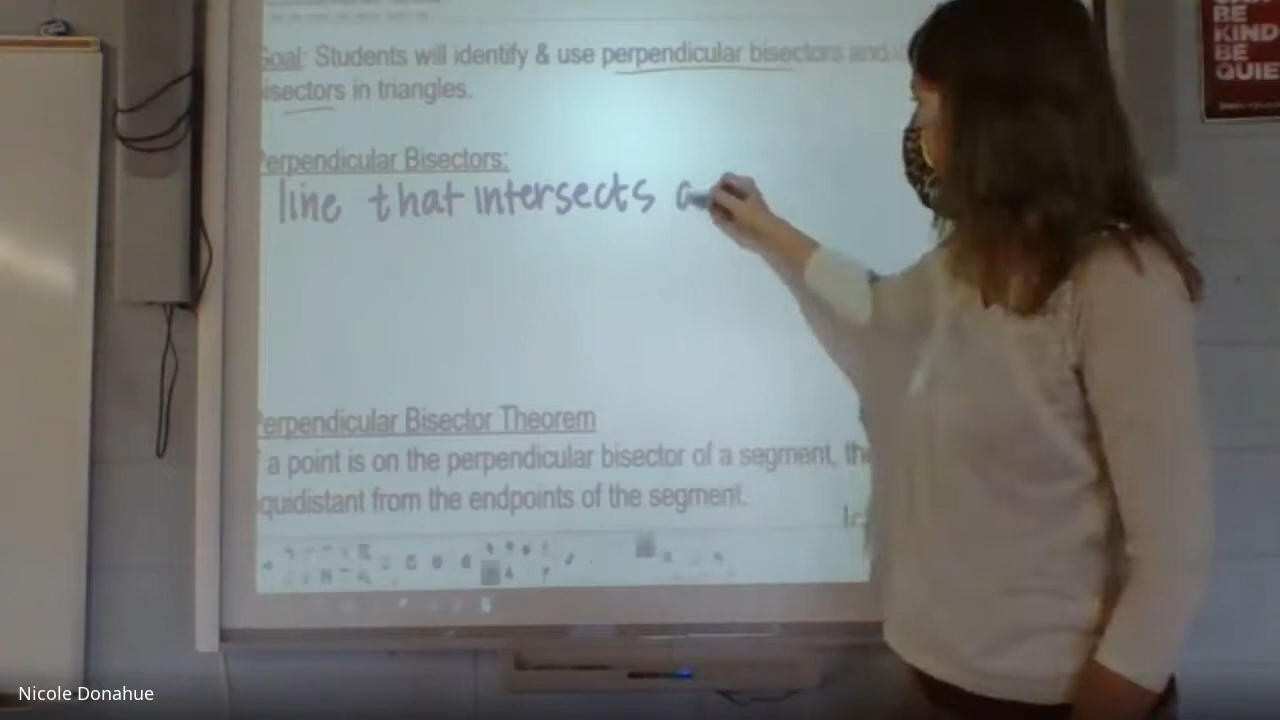 Goal: Students will identify & use perpendicular bisectors and
bisectors in triangles.
Perpendicular Bisectors:
line that intersects a
Perpendicular Bisector Theorem
a point is on the perpendicular bisector of a segment, the
quidistant from the endpoints of the segment.
BE
KIND
BE
QUIE
Nicole Donahue